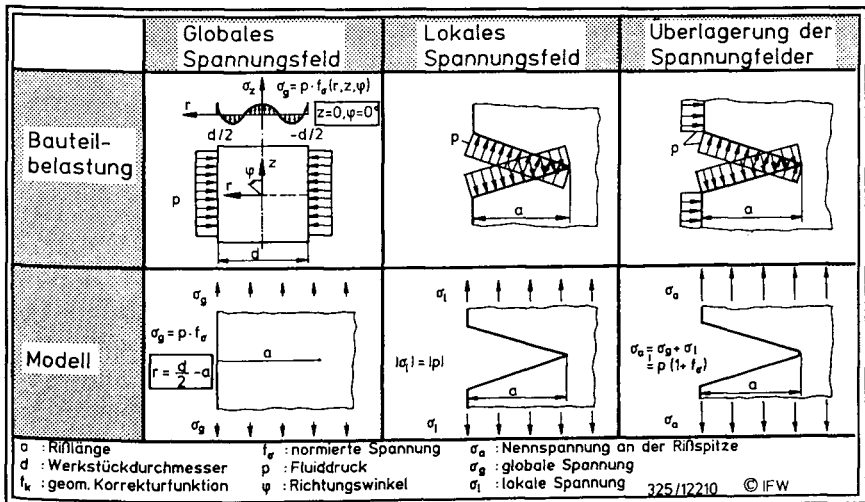 Globales
Spannungsfeld
Lokales
Spannungsfeld
Überlagerung der
Spannungfelder
Bauteil-
belastung
σz
σg = p · fσ (r, z, φ)
r
z=0, φ=0°
d/2
-d/2
φ
z
r
p
d
p
a
p
a
Modell
σg
σg = p · fσ
a
r = d/2 - a
σg
σl
|σl| = |p|
a
σl
σa
σa = σg + σl
= p (1 + fσ)
a
σa
a : Rißlänge
fσ : normierte Spannung
σa : Nennspannung an der Rißspitze
d : Werkstückdurchmesser
p : Fluiddruck
σg : globale Spannung
fk : geom. Korrekturfunktion
φ : Richtungswinkel
σl : lokale Spannung
325/12210 © IFW